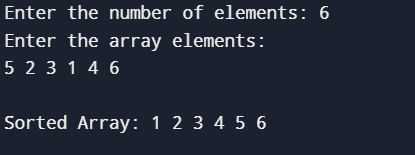 Enter the number of elements: 6
Enter the array elements:
5 2 3 1 4 6
Sorted Array: 1 2 3 4 5 6